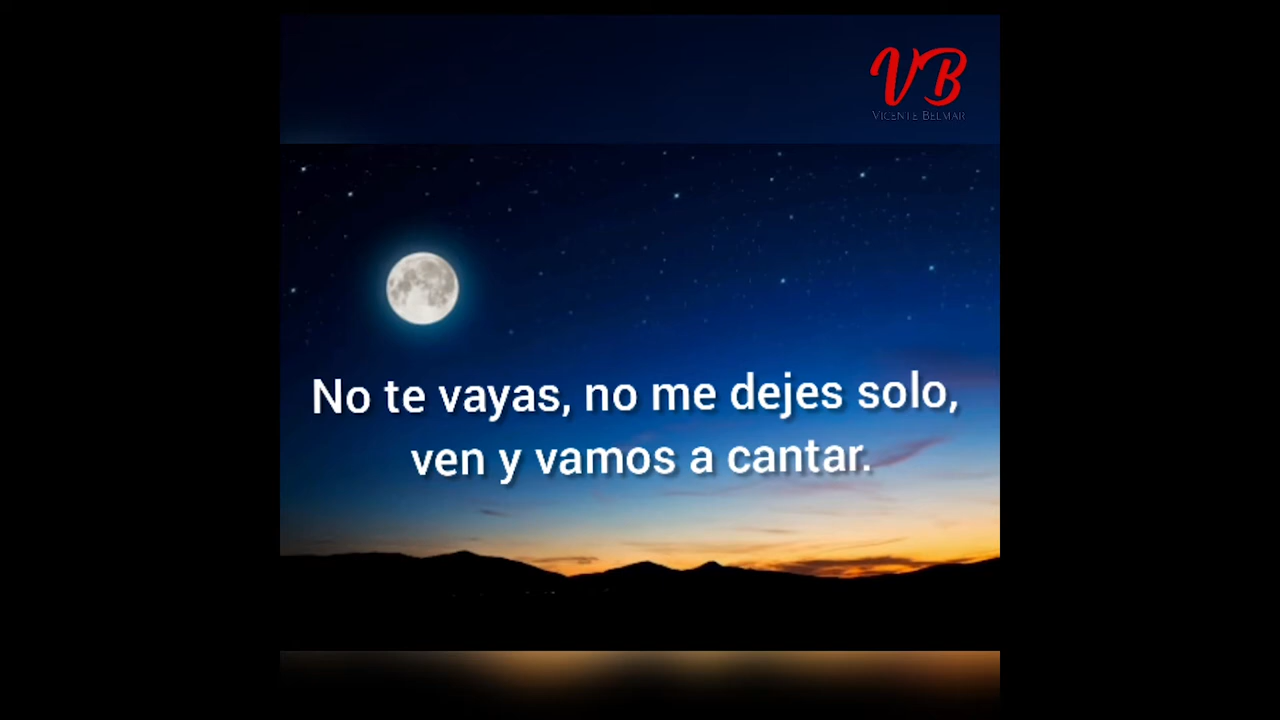 VB
VICENTE BELMAR
No te vayas, no me dejes solo,
ven y vamos a cantar.